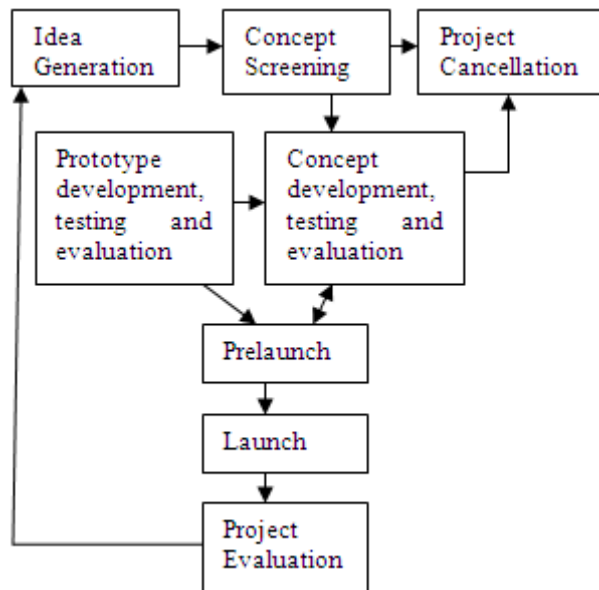 Idea
Generation
Concept
Screening
Project
Cancellation
Prototype
development,
testing and
evaluation
Concept
development,
testing and
evaluation
Prelaunch
Launch
Project
Evaluation